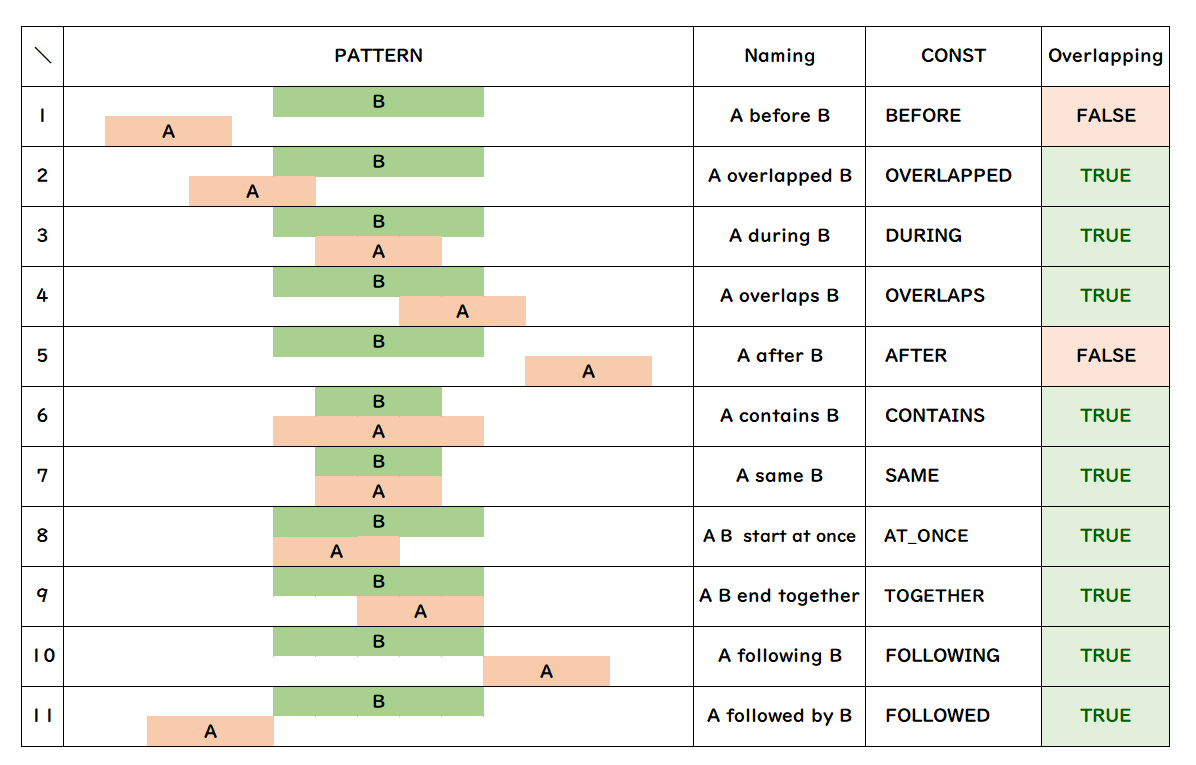 \ PATTERN Naming CONST Overlapping
B
1 A before B BEFORE FALSE
A
B
2 A overlapped B OVERLAPPED TRUE
A
B
3 A during B DURING TRUE
A
B
4 A overlaps B OVERLAPS TRUE
A
B
5 A after B AFTER FALSE
A
B
6 A contains B CONTAINS TRUE
A
B
7 A same B SAME TRUE
A
B
8 A B start at once AT_ONCE TRUE
A
B
9 A B end together TOGETHER TRUE
A
B
10 A following B FOLLOWING TRUE
A
B
11 A followed by B FOLLOWED TRUE
A